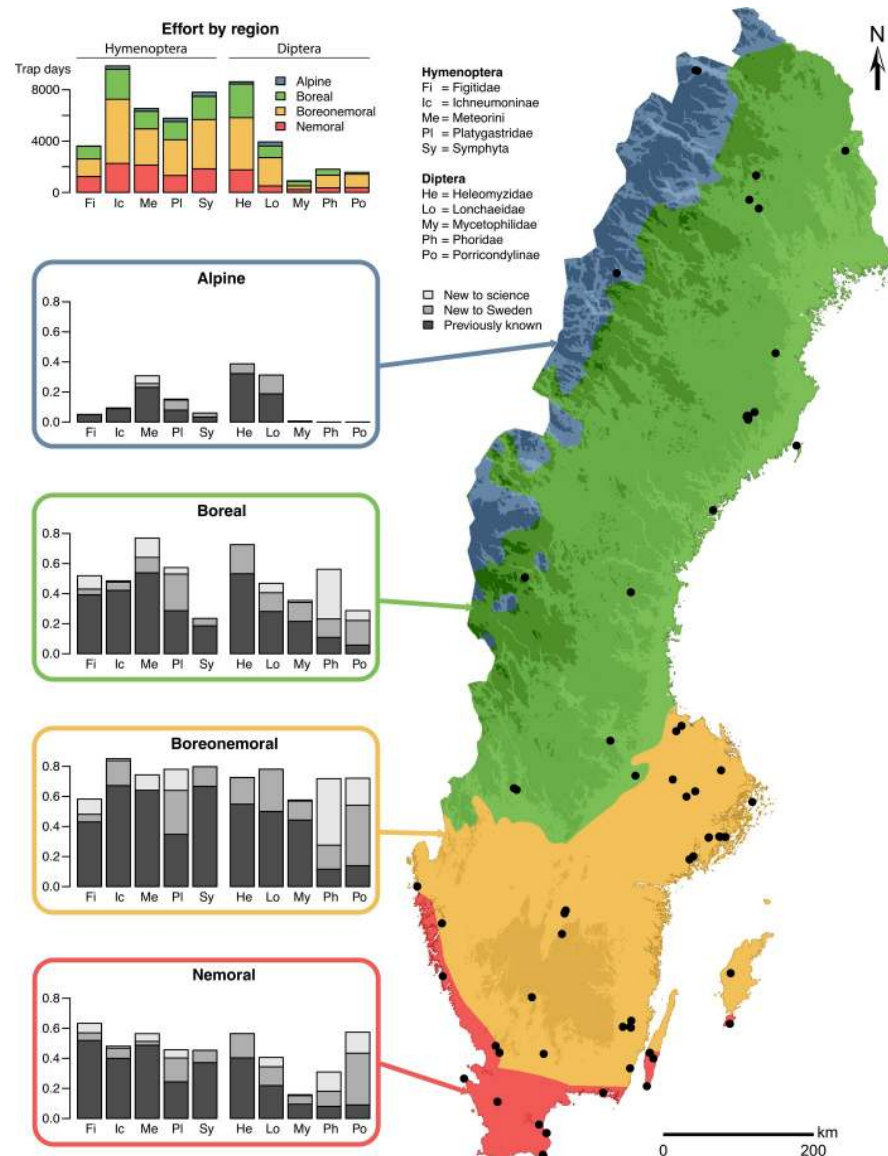 Effort by region
Hymenoptera Diptera
Trap days
8000
4000
0
Alpine
Boreal
Boreonemoral
Nemoral
Fi Ic Me Pl Sy He Lo My Ph Po
Hymenoptera
Fi = Figitidae
Ic = Ichneumoninae
Me = Meteorini
Pl = Platygastridae
Sy = Symphyta
Diptera
He = Heleomyzidae
Lo = Lonchaeidae
My = Mycetophilidae
Ph = Phoridae
Po = Porricondylinae
New to science
New to Sweden
Previously known
N
Alpine
0.8
0.6
0.4
0.2
0.0
Fi Ic Me Pl Sy He Lo My Ph Po
Boreal
0.8
0.6
0.4
0.2
0
Fi Ic Me Pl Sy He Lo My Ph Po
Boreonemoral
0.8
0.6
0.4
0.2
0.0
Fi Ic Me Pl Sy He Lo My Ph Po
Nemoral
0.8
0.6
0.4
0.2
0.0
Fi Ic Me Pl Sy He Lo My Ph Po
km
0 200